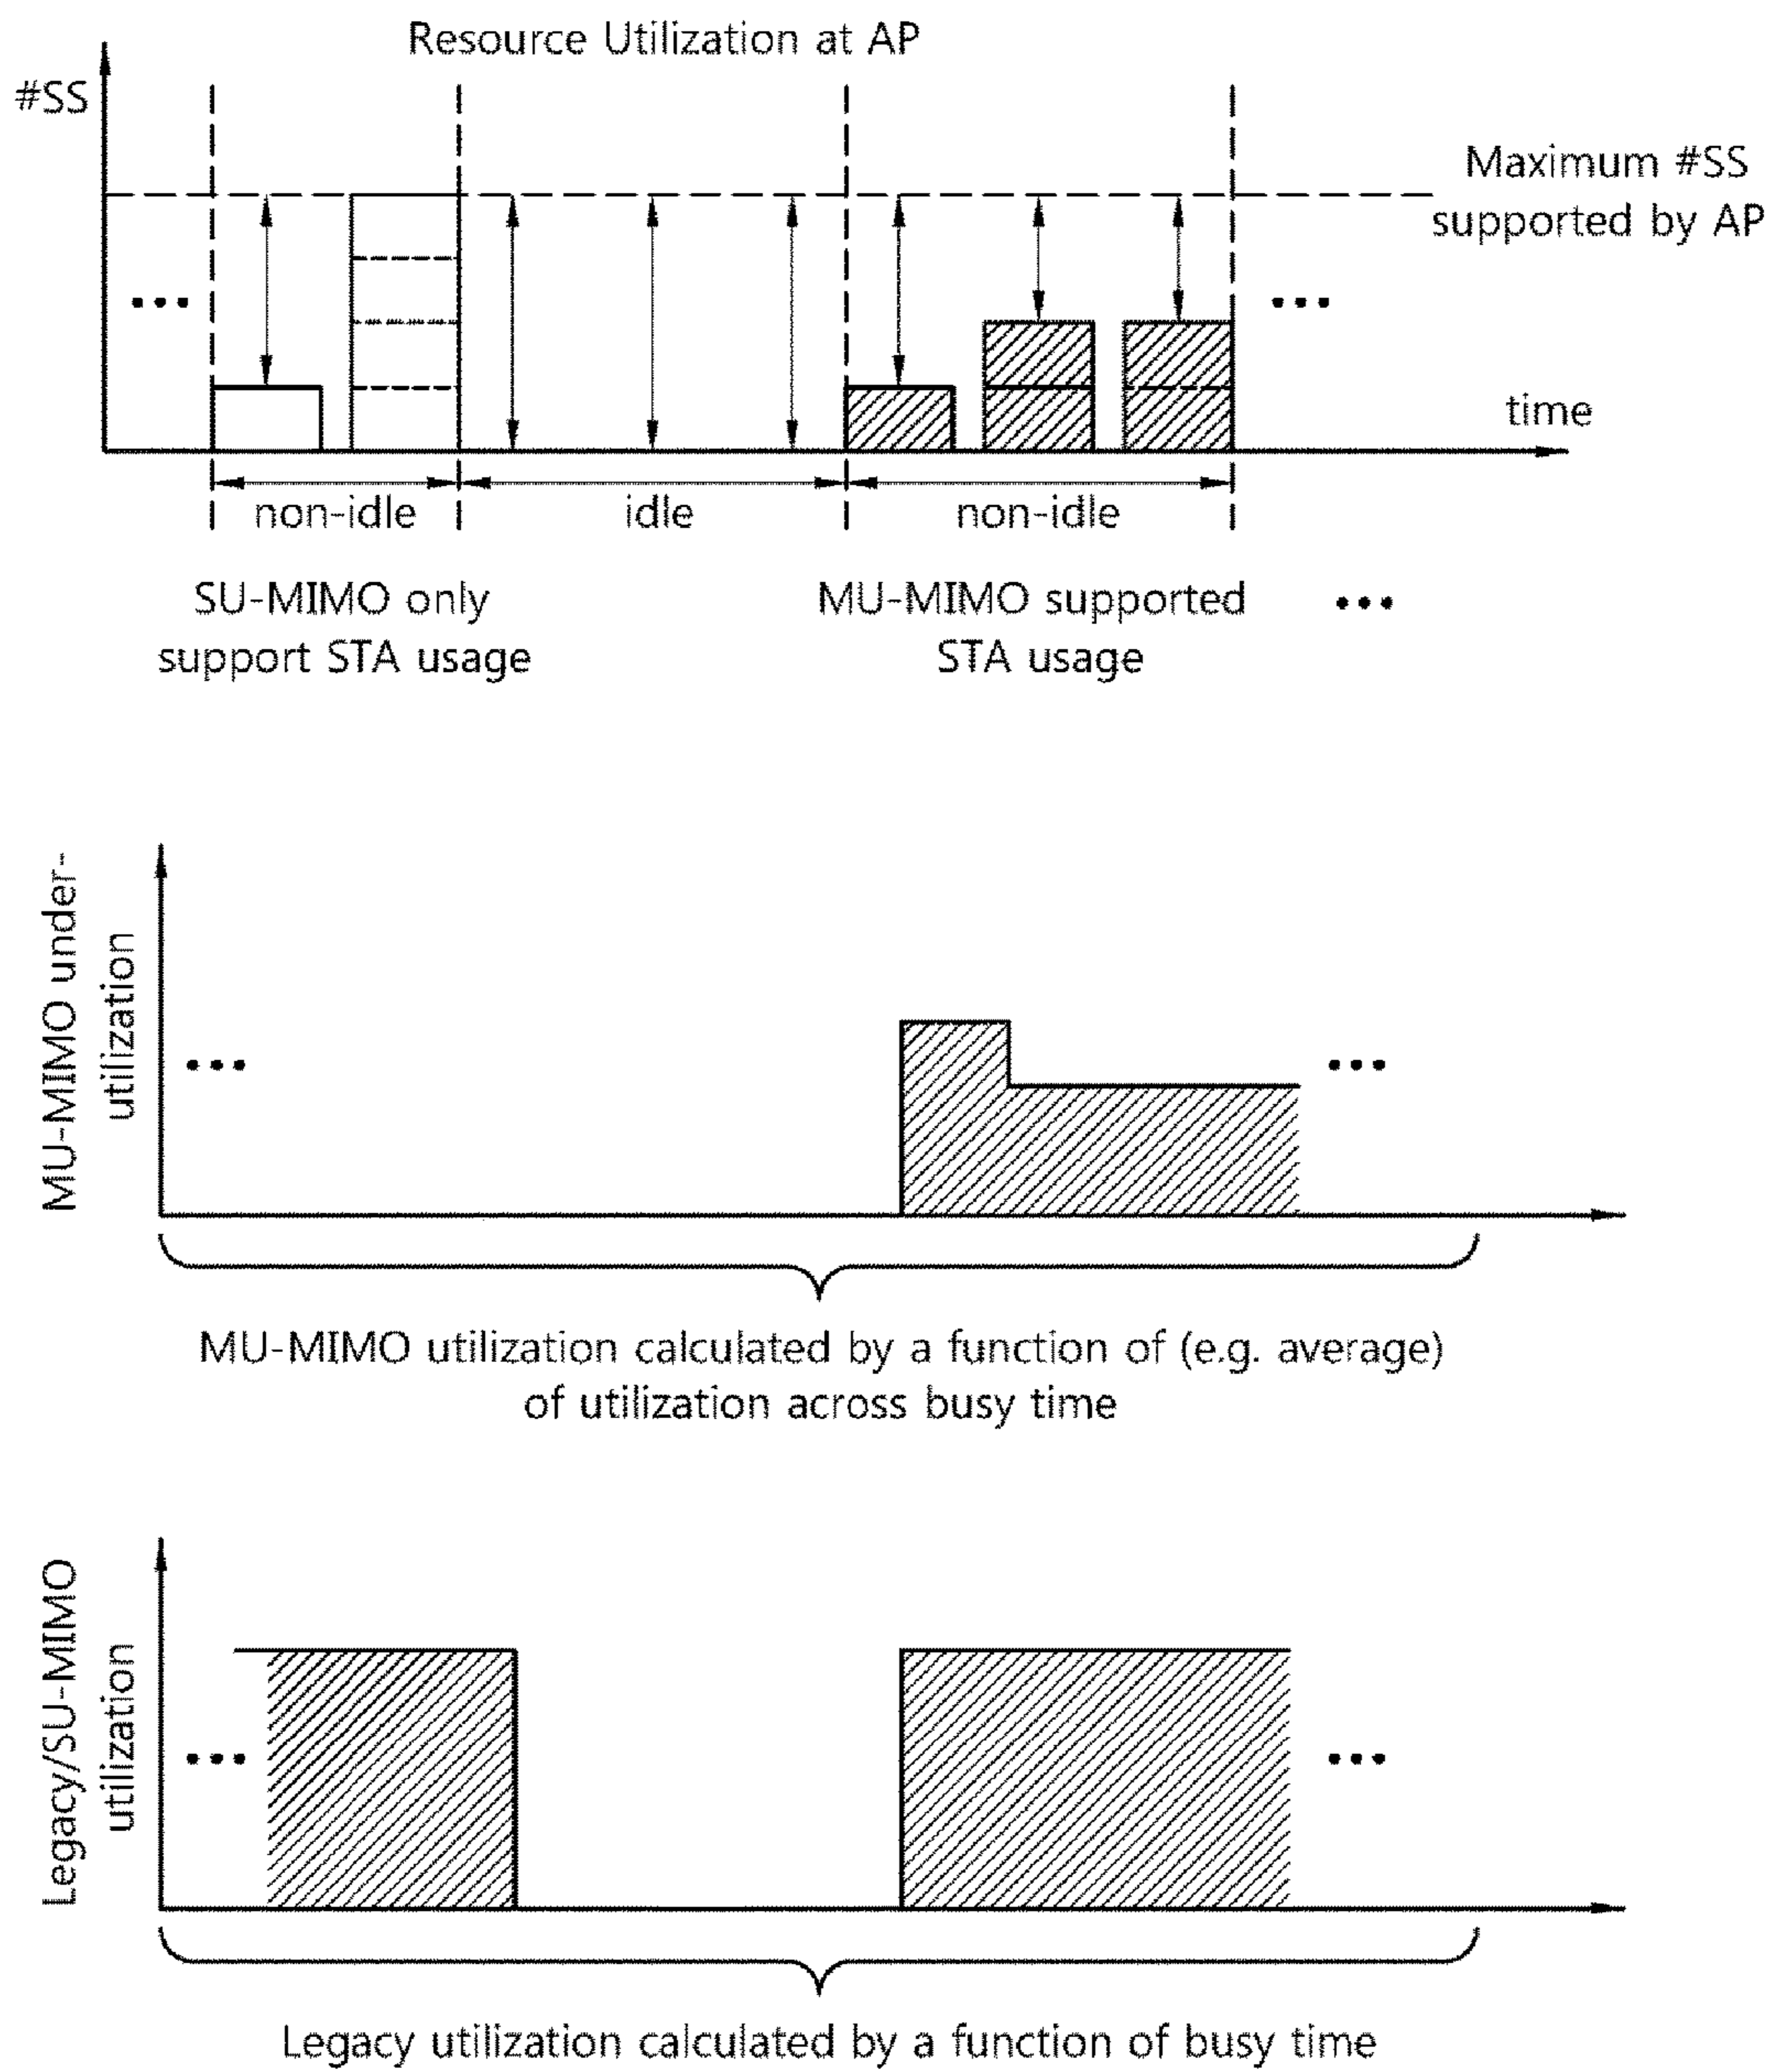 Resource Utilization at AP
#SS
Maximum #SS
supported by AP
...
...
time
non-idle
idle
non-idle
SU-MIMO only
support STA usage
MU-MIMO supported
STA usage
...
MU-MIMO under-
utilization
...
...
MU-MIMO utilization calculated by a function of (e.g. average)
of utilization across busy time
Legacy/SU-MIMO
utilization
...
...
Legacy utilization calculated by a function of busy time